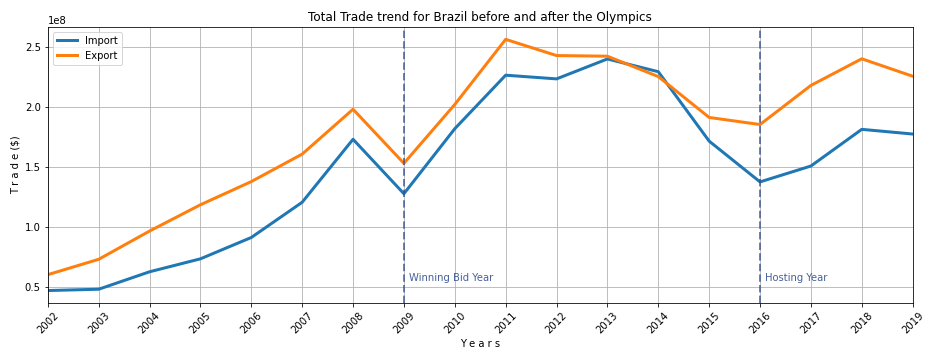 Total Trade trend for Brazil before and after the Olympics
1e8
Import
Export
2.5
2.0
1.5
1.0
0.5
T r a d e ($)
Winning Bid Year
Hosting Year
2002
2003
2004
2005
2006
2007
2008
2009
2010
2011
2012
2013
2014
2015
2016
2017
2018
2019
Y e a r s